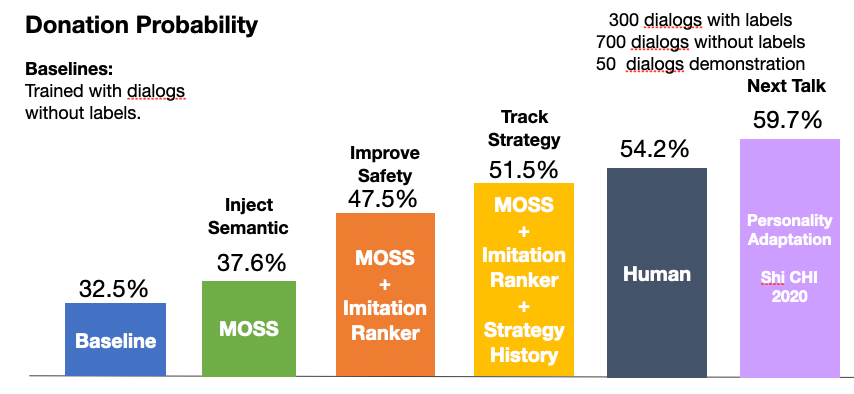 Donation Probability
Baselines:
Trained with dialogs
without labels.
300 dialogs with labels
700 dialogs without labels
50 dialogs demonstration
Next Talk
59.7%
Personality
Adaptation
Shi CHI
2020
54.2%
Human
Track
Strategy
51.5%
MOSS
+
Imitation
Ranker
+
Strategy
History
Improve
Safety
47.5%
MOSS
+
Imitation
Ranker
Inject
Semantic
37.6%
MOSS
32.5%
Baseline